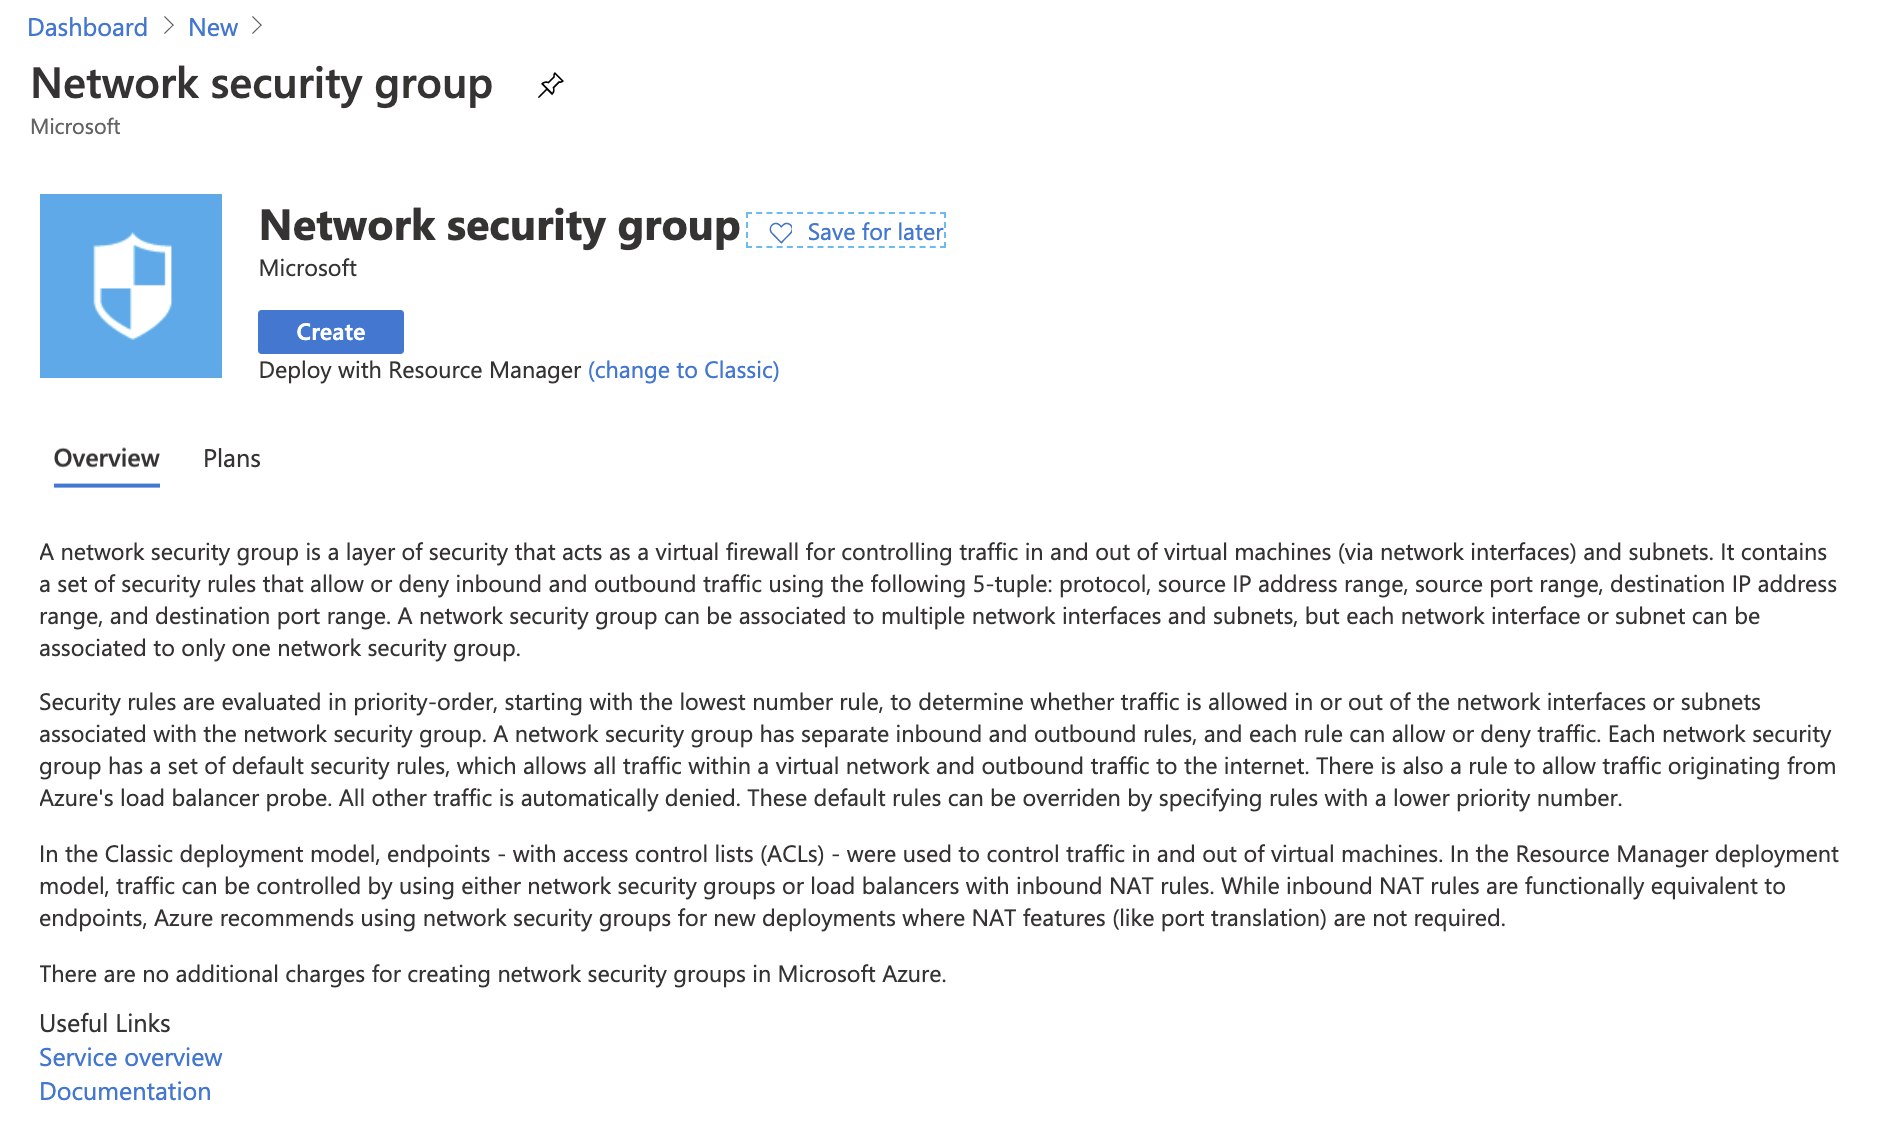 Dashboard > New >
Network security group
Microsoft
Network security group
Save for later
Microsoft
Create
Deploy with Resource Manager (change to Classic)
Overview Plans
A network security group is a layer of security that acts as a virtual firewall for controlling traffic in and out of virtual machines (via network interfaces) and subnets. It contains
a set of security rules that allow or deny inbound and outbound traffic using the following 5-tuple: protocol, source IP address range, source port range, destination IP address
range, and destination port range. A network security group can be associated to multiple network interfaces and subnets, but each network interface or subnet can be
associated to only one network security group.
Security rules are evaluated in priority-order, starting with the lowest number rule, to determine whether traffic is allowed in or out of the network interfaces or subnets
associated with the network security group. A network security group has separate inbound and outbound rules, and each rule can allow or deny traffic. Each network security
group has a set of default security rules, which allows all traffic within a virtual network and outbound traffic to the internet. There is also a rule to allow traffic originating from
Azure's load balancer probe. All other traffic is automatically denied. These default rules can be overriden by specifying rules with a lower priority number.
In the Classic deployment model, endpoints - with access control lists (ACLs) - were used to control traffic in and out of virtual machines. In the Resource Manager deployment
model, traffic can be controlled by using either network security groups or load balancers with inbound NAT rules. While inbound NAT rules are functionally equivalent to
endpoints, Azure recommends using network security groups for new deployments where NAT features (like port translation) are not required.
There are no additional charges for creating network security groups in Microsoft Azure.
Useful Links
Service overview
Documentation